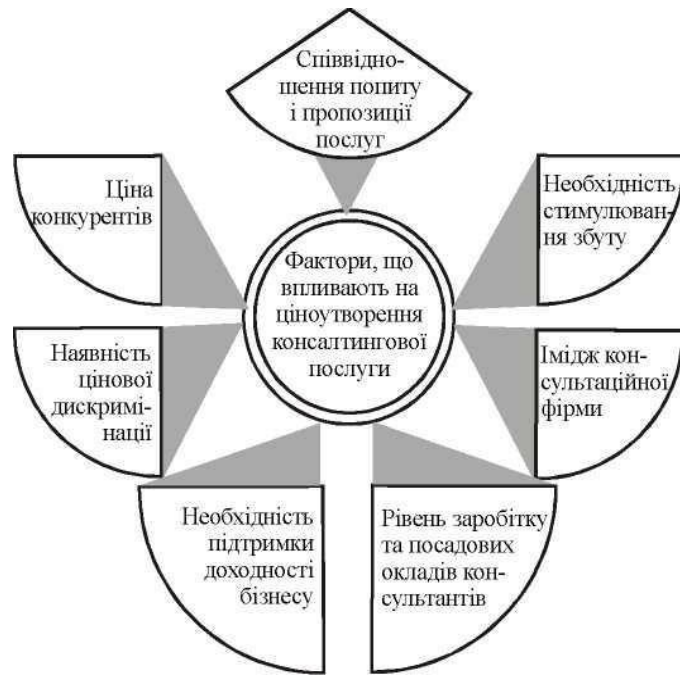 Співвідно-
шення попиту
і пропозиції
послуг
Ціна
конкурентів
Необхідність
стимулюван-
ня збуту
Фактори, що
впливають на
ціноутворення
консалтингової
послуги
Наявність
цінової
дискримі-
нації
Імідж кон-
сультаційної
фірми
Необхідність
підтримки
доходності
бізнесу
Рівень заробітку
та посадових
окладів кон-
сультантів